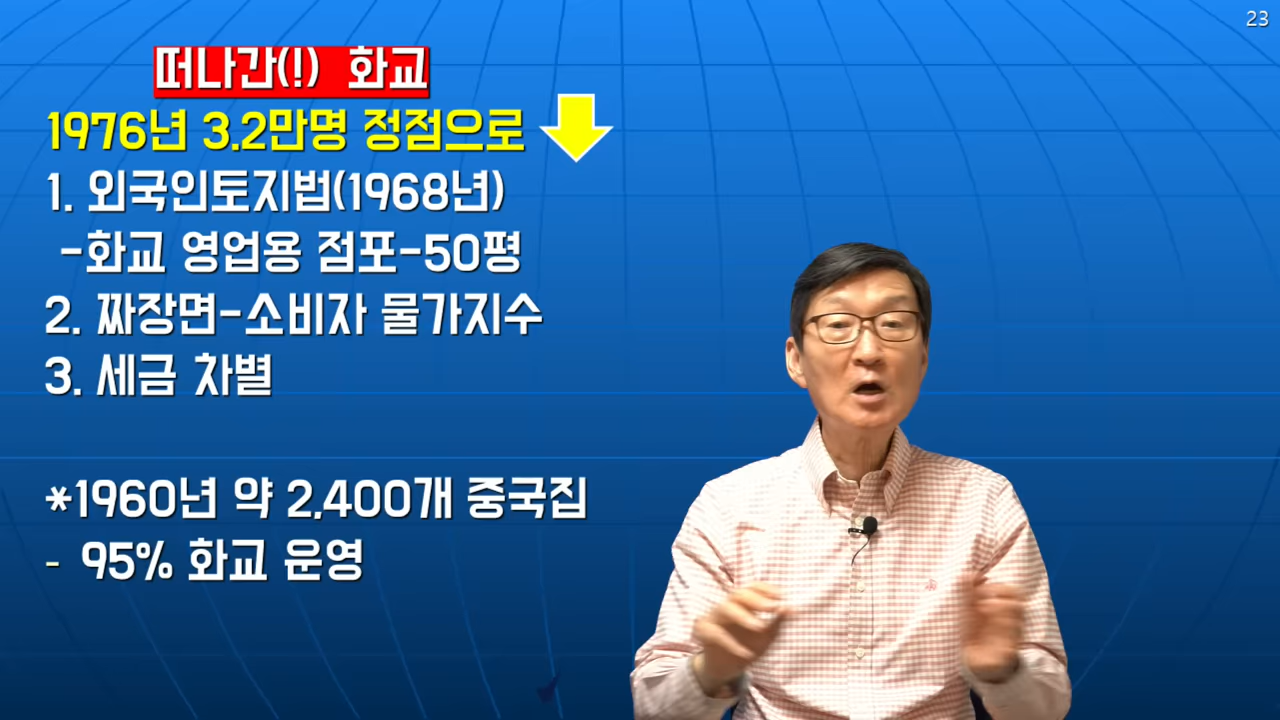 23
떠나간(!) 화교
1976년 3.2만명 정점으로
1. 외국인토지법(1968년)
-화교 영업용 점포-50평
2. 짜장면-소비자 물가지수
3. 세금 차별
*1960년 약 2,400개 중국집
- 95% 화교 운영